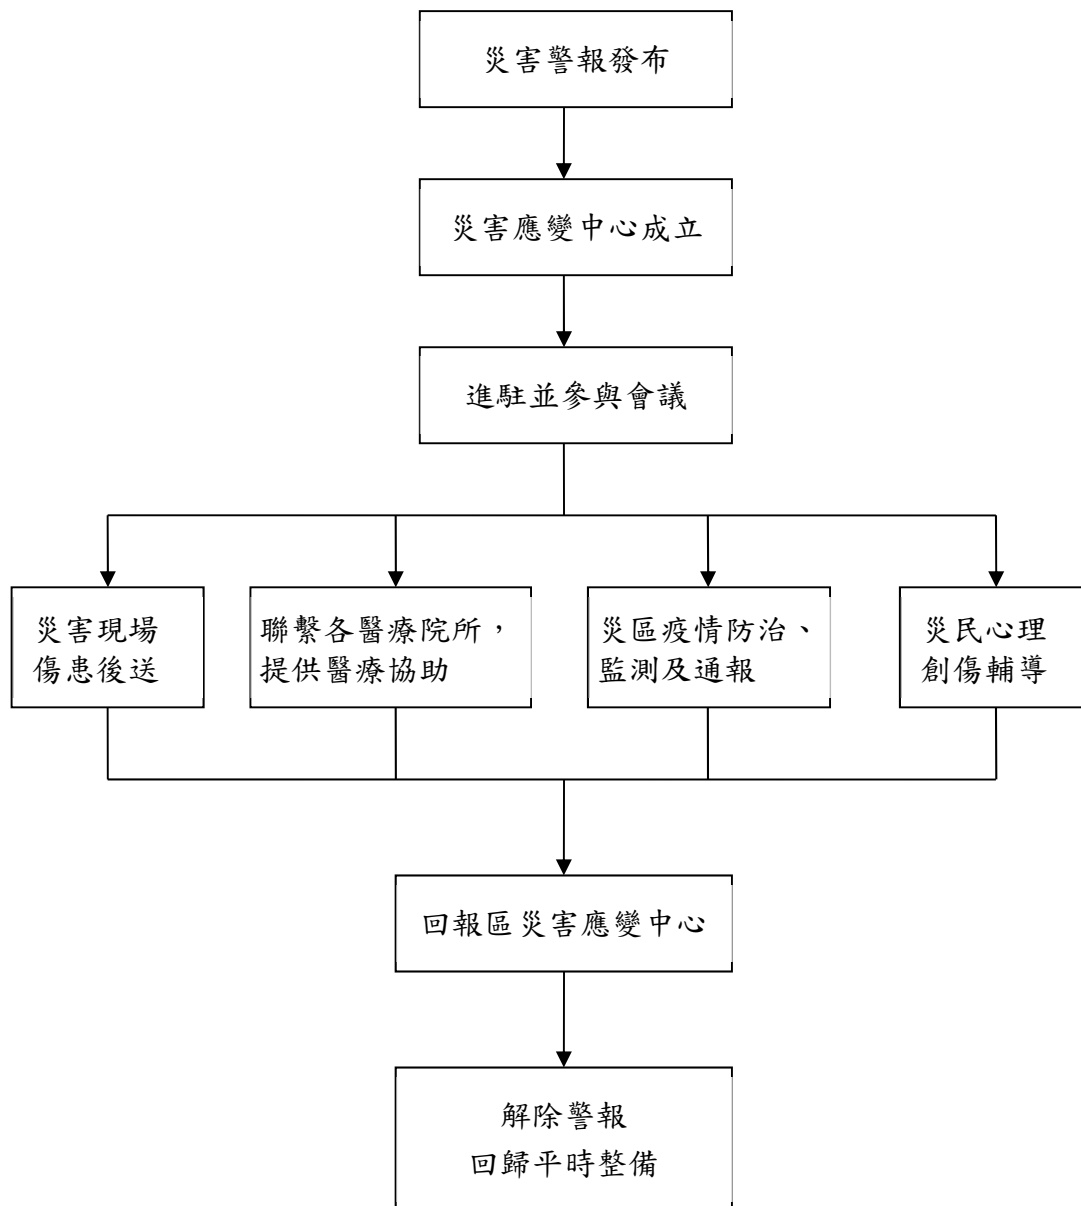 災害警報發布
災害應變中心成立
進駐並參與會議
災害現場
傷患後送
聯繫各醫療院所，
提供醫療協助
災區疫情防治、
監測及通報
災民心理
創傷輔導
回報區災害應變中心
解除警報
回歸平時整備